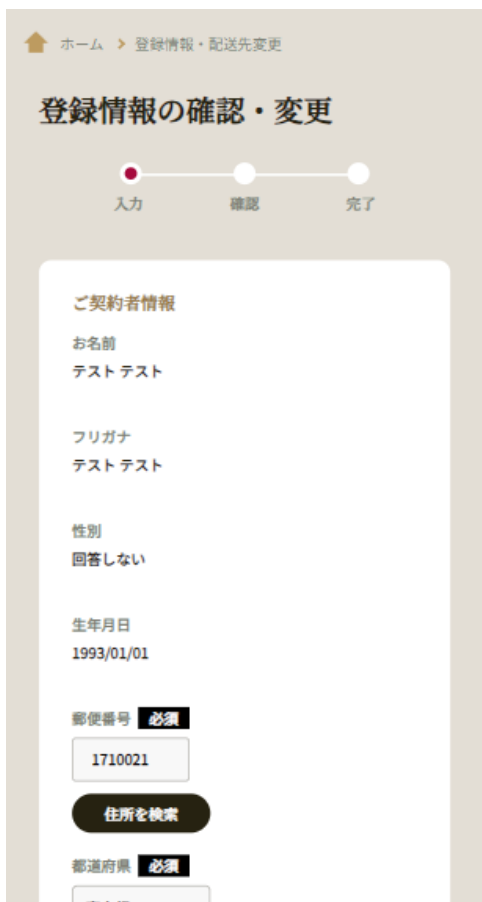 ホーム > 登録情報・配送先変更
登録情報の確認・変更
入力 確認 完了
ご契約者情報
お名前
テスト テスト
フリガナ
テスト テスト
性別
回答しない
生年月日
1993/01/01
郵便番号 必須
1710021
住所を検索
都道府県 必須